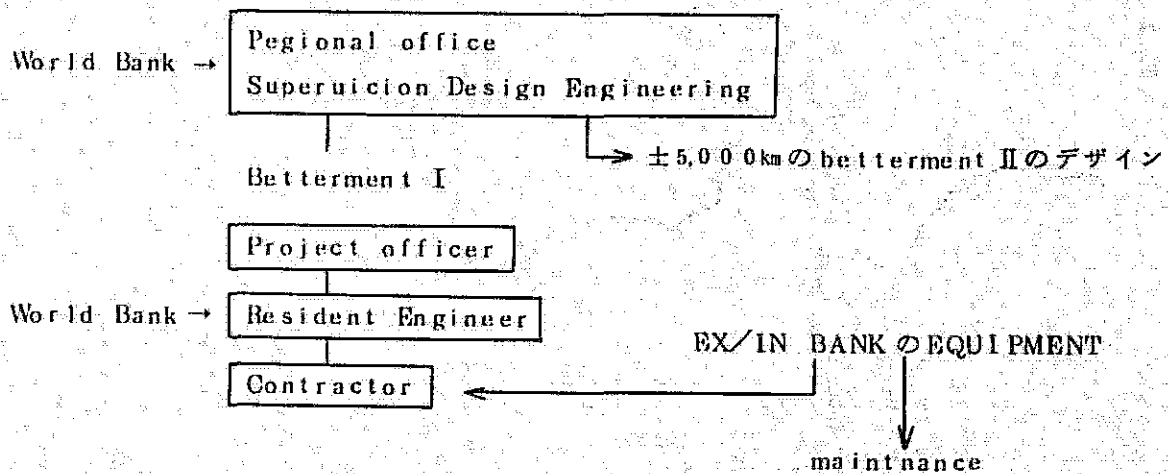 Pegional office
World Bank →
Superuicion Design Engineering
±5,000kmのbetterment Ⅱのデザイン
Betterment I
Project officer
World Bank →
Resident Engineer
EX/IN BANKのEQUIPMENT
Contractor
maintnance